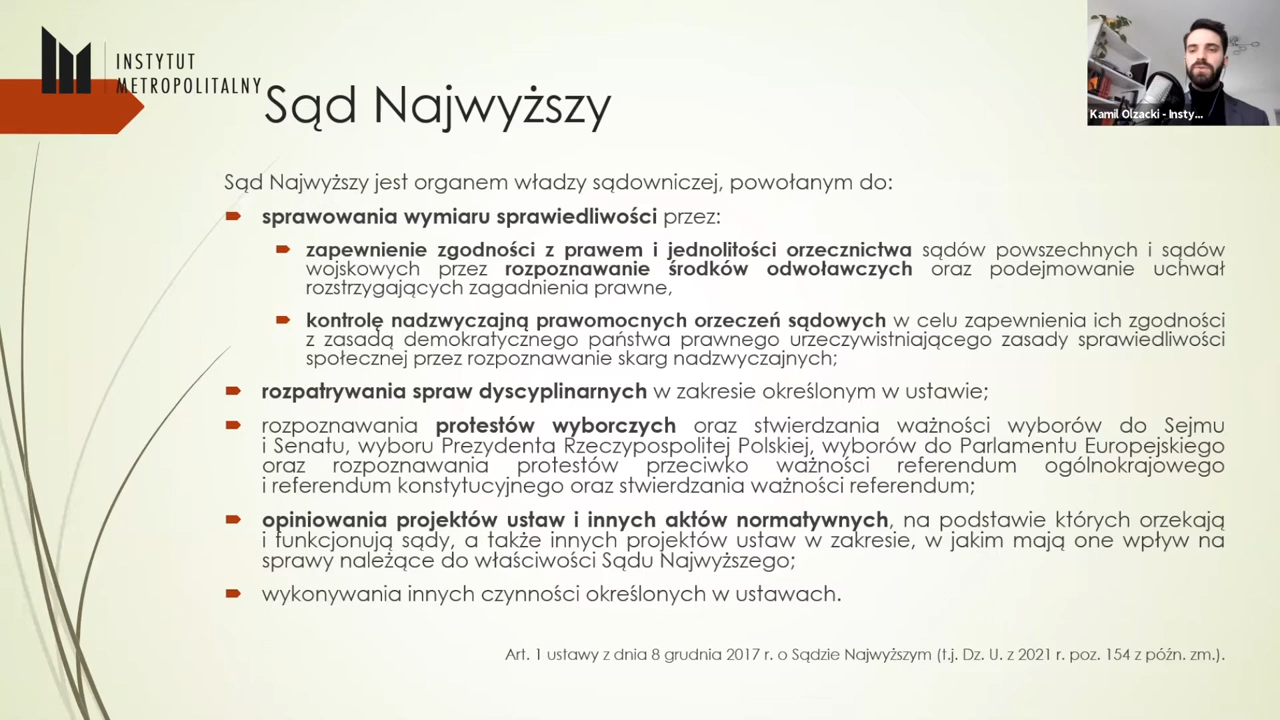 INSTYTUT
METROPOLITALNY
Sąd Najwyższy
Kamil Olzacki - Insty...
Sąd Najwyższy jest organem władzy sądowniczej, powołanym do:
sprawowania wymiaru sprawiedliwości przez:
zapewnienie zgodności z prawem i jednolitości orzecznictwa sądów powszechnych i sądów
wojskowych przez rozpoznawanie środków odwoławczych oraz podejmowanie uchwał
rozstrzygających zagadnienia prawne,
kontrolę nadzwyczajną prawomocnych orzeczeń sądowych w celu zapewnienia ich zgodności
z zasadą demokratycznego państwa prawnego urzeczywistniającego zasady sprawiedliwości
społecznej przez rozpoznawanie skarg nadzwyczajnych;
rozpatrywania spraw dyscyplinarnych w zakresie określonym w ustawie;
rozpoznawania protestów wyborczych oraz stwierdzania ważności wyborów do Sejmu
i Senatu, wyboru Prezydenta Rzeczypospolitej Polskiej, wyborów do Parlamentu Europejskiego
oraz rozpoznawania protestów przeciwko ważności referendum ogólnokrajowego
i referendum konstytucyjnego oraz stwierdzania ważności referendum;
opiniowania projektów ustaw i innych aktów normatywnych, na podstawie których orzekają
i funkcjonują sądy, a także innych projektów ustaw w zakresie, w jakim mają one wpływ na
sprawy należące do właściwości Sądu Najwyższego;
wykonywania innych czynności określonych w ustawach.
Art. 1 ustawy z dnia 8 grudnia 2017 r. o Sądzie Najwyższym (t.j. Dz. U. z 2021 r. poz. 154 z późn. zm.).